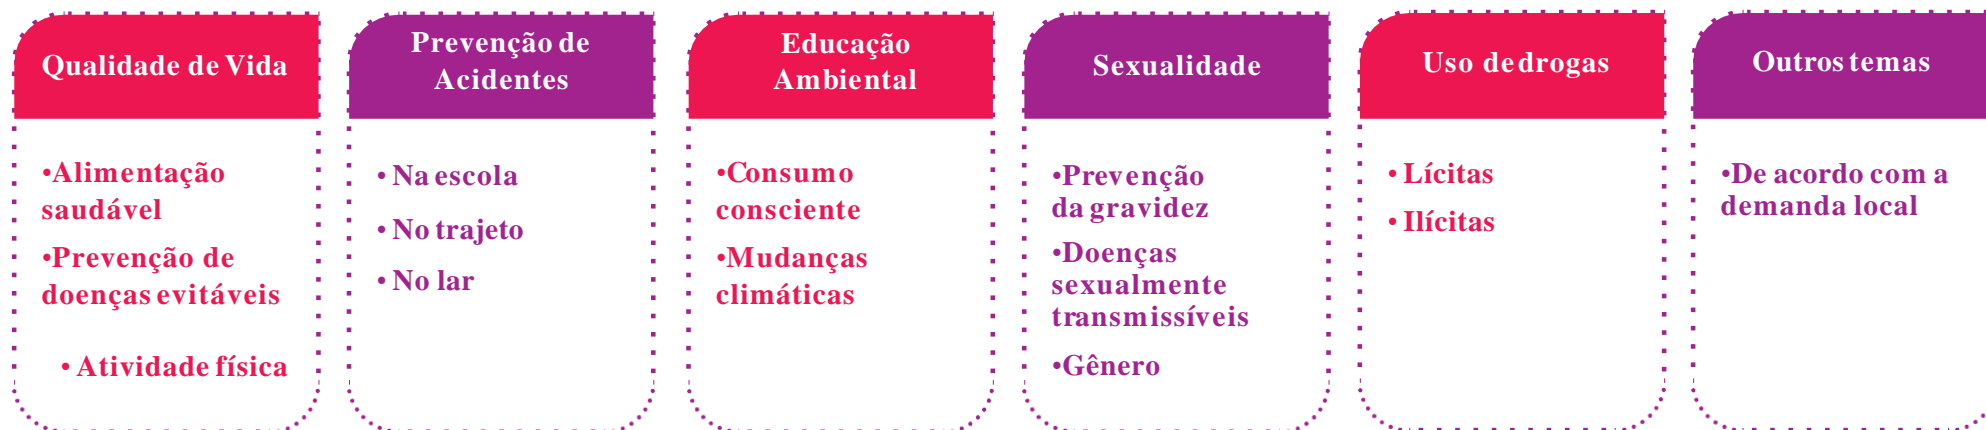 Qualidade de Vida
•Alimentação
saudável
•Prevenção de
doenças evitáveis
• Atividade física
Prevenção de
Acidentes
• Na escola
• No trajeto
• No lar
Educação
Ambiental
•Consumo
consciente
•Mudanças
climáticas
Sexualidade
•Prevenção
da gravidez
•Doenças
sexualmente
transmissíveis
•Gênero
Uso de drogas
• Lícitas
• Ilícitas
Outros temas
•De acordo com a
demanda local